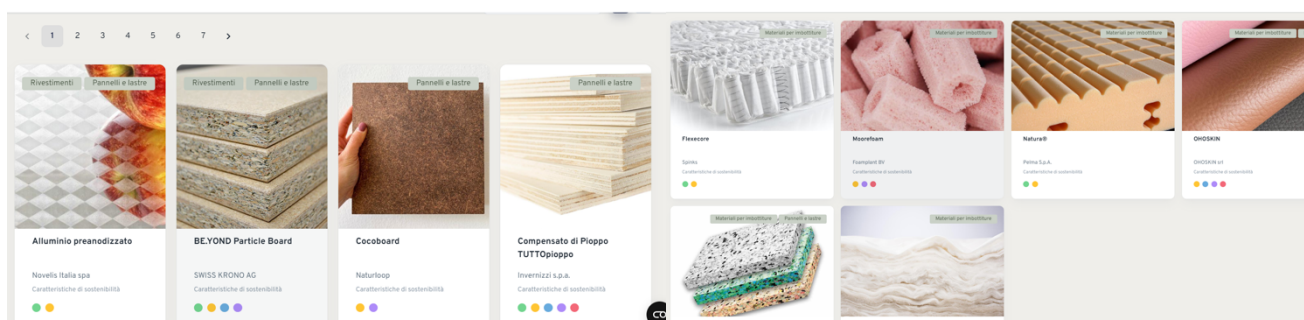 1 2 3 4 5 6 7
Rivestimenti Pannelli e lastre
Alluminio preanodizzato
Novelis Italia spa
Caratteristiche di sostenibilità
Rivestimenti Pannelli e lastre
BE.YOND Particle Board
SWISS KRONO AG
Caratteristiche di sostenibilità
Pannelli e lastre
Cocoboard
Naturloop
Caratteristiche di sostenibilità
Pannelli e lastre
Compensato di Pioppo
TUTTOpioppo
Invernizzi s.p.a.
Caratteristiche di sostenibilità
Materiali per imbottiture
Flexecore
Spinks
Caratteristiche di sostenibilità
Materiali per imbottiture
Moorefoam
Foamplant BV
Caratteristiche di sostenibilità
Materiali per imbottiture
Natura®
Pelma S.p.A.
Caratteristiche di sostenibilità
Materiali per imbottiture
OHOSKIN
OHOSKIN srl
Caratteristiche di sostenibilità
Materiali per imbottiture Pannelli e lastre
Materiali per imbottiture